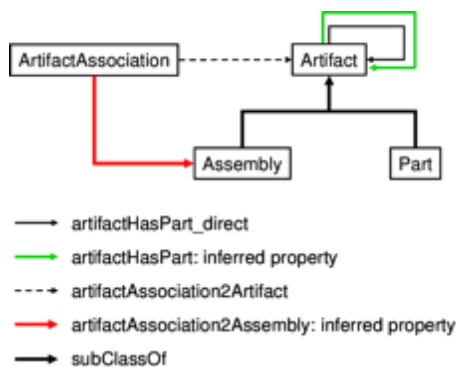 ArtifactAssociation
Artifact
Assembly
Part
artifactHasPart_direct
artifactHasPart: inferred property
artifactAssociation2Artifact
artifactAssociation2Assembly: inferred property
subClassOf